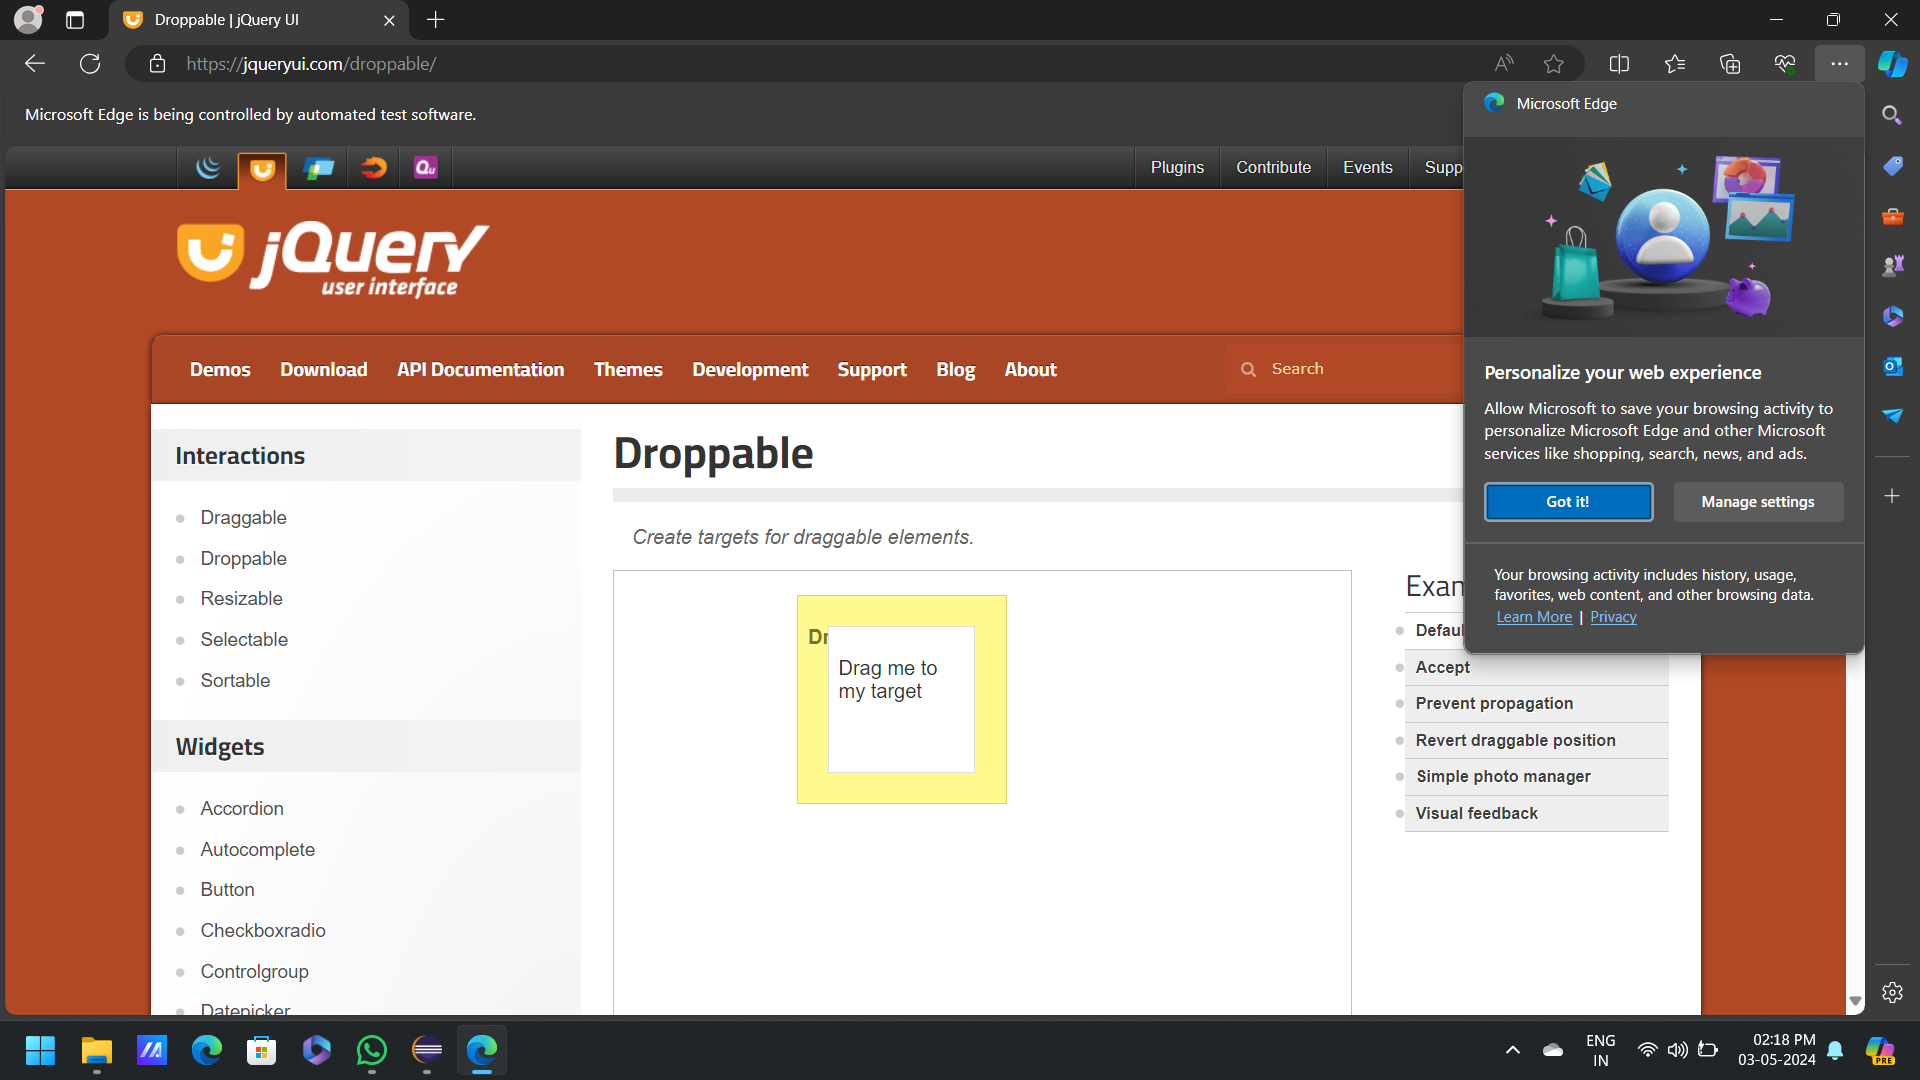 Droppable | jQuery UI
https://jqueryui.com/droppable/
Microsoft Edge is being controlled by automated test software.
Microsoft Edge
Qu
Plugins
Contribute
Events
Supp
jQuery
user interface
Demos
Download
API Documentation
Themes
Development
Support
Blog
About
Search
Personalize your web experience
Allow Microsoft to save your browsing activity to
personalize Microsoft Edge and other Microsoft
services like shopping, search, news, and ads.
Got it!
Manage settings
Your browsing activity includes history, usage,
favorites, web content, and other browsing data.
Learn More | Privacy
Interactions
Draggable
Droppable
Resizable
Selectable
Sortable
Widgets
Accordion
Autocomplete
Button
Checkboxradio
Controlgroup
Datepicker
Droppable
Create targets for draggable elements.
Dr
Drag me to
my target
Exam
Defaul
Accept
Prevent propagation
Revert draggable position
Simple photo manager
Visual feedback
ENG
IN
02:18 PM
03-05-2024
PRE